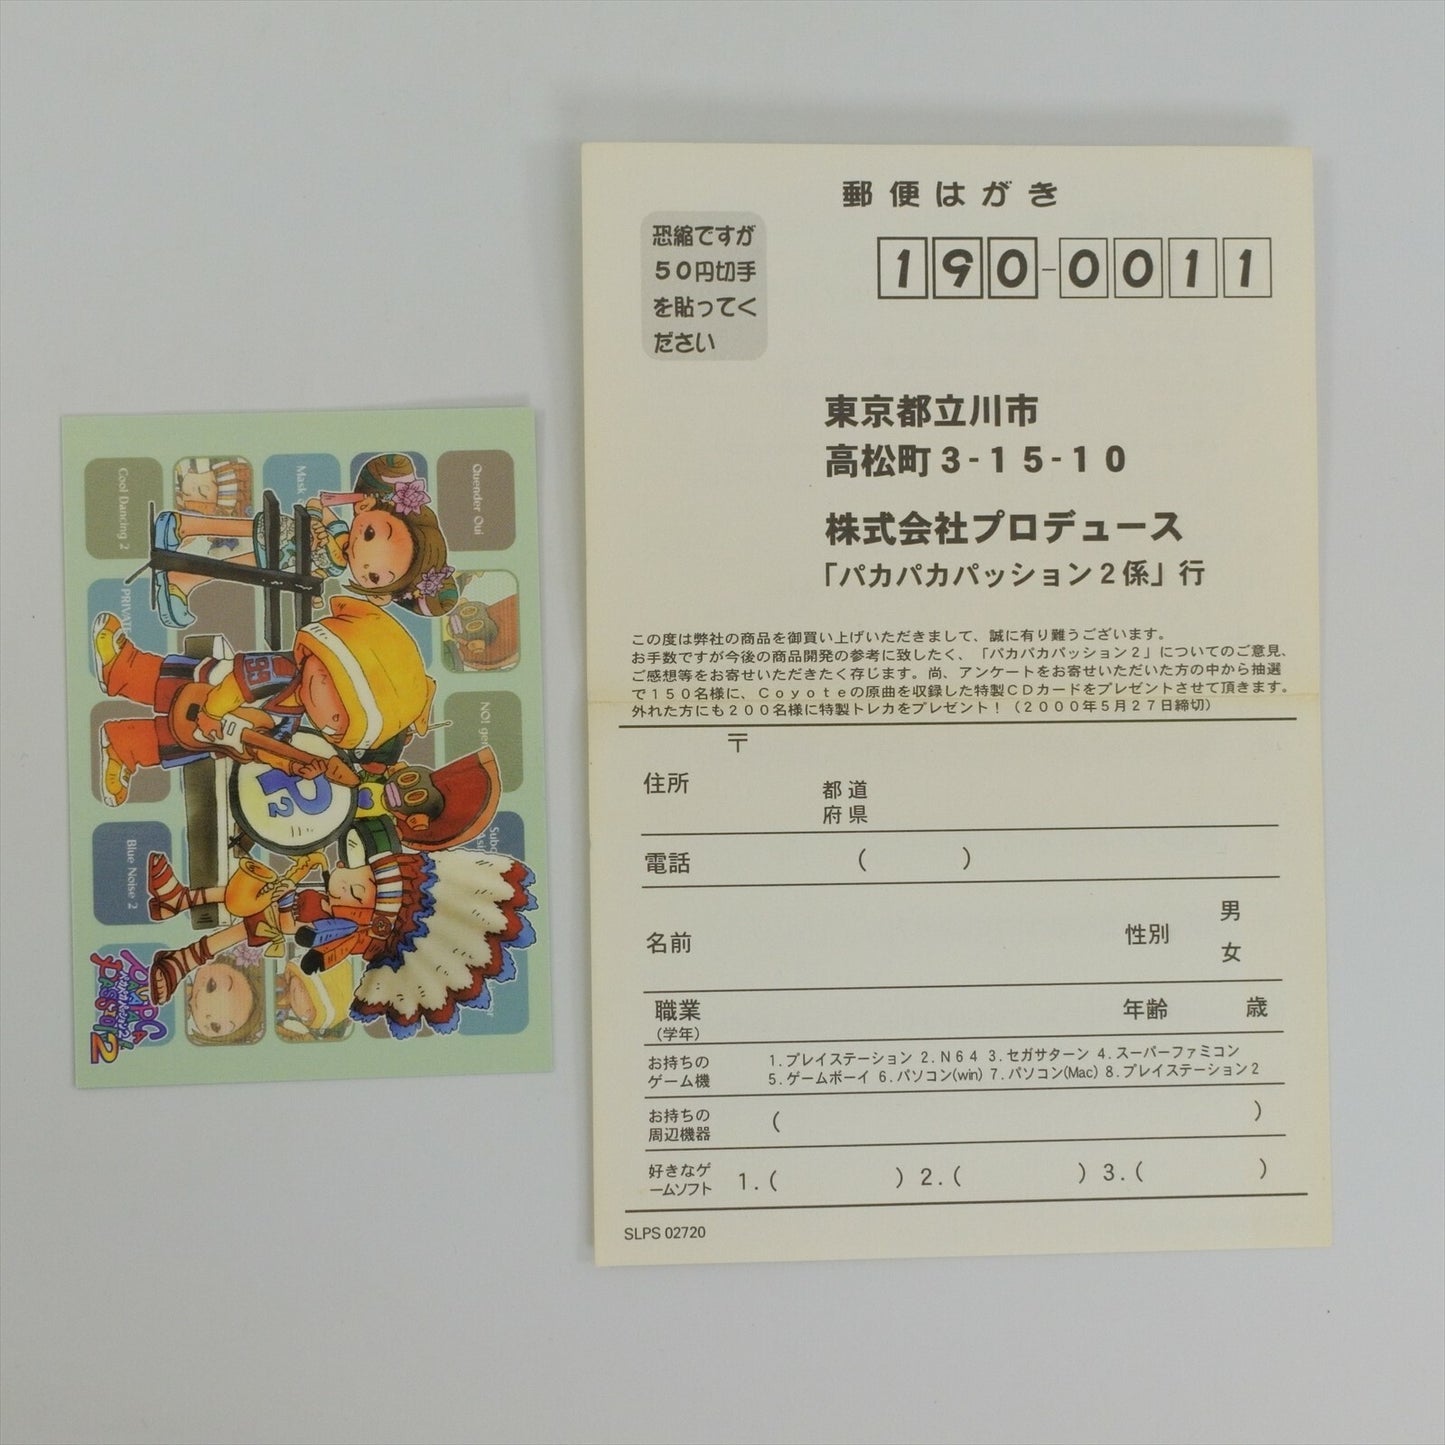 郵便はがき
恐縮ですが
50円切手
を貼ってく
ださい
190-0011
東京都立川市
高松町3-15-10
株式会社プロデュース
「パカパカパッション2係」行
この度は弊社の商品を御買い上げいただきまして、誠に有り難うございます。
お手数ですが今後の商品開発の参考に致したく、「パカパカパッション2」についてのご意見、
ご感想等をお寄せいただきたく存じます。尚、アンケートをお寄せいただいた方の中から抽選
で150名様に、Coyoteの原曲を収録した特製CDカードをプレゼントさせて頂きます。
外れた方にも200名様に特製トレカをプレゼント!(2000年5月27日締切)
〒
住所
都道
府県
電話 ( )
名前 性別 男 女
職業 年齢 歳
(学年)
お持ちの
ゲーム機
1.プレイステーション 2.N64 3.セガサターン 4.スーパーファミコン
5.ゲームボーイ 6.パソコン(win) 7.パソコン(Mac) 8.プレイステーション2
お持ちの
周辺機器 ( )
好きなゲ
ームソフト 1.( ) 2.( ) 3.( )
SLPS 02720
Quender Oui
Mask
Cool Dancing 2
PRIVATE
NO!
Blue Noise 2
99
P2
パカパカパッション2